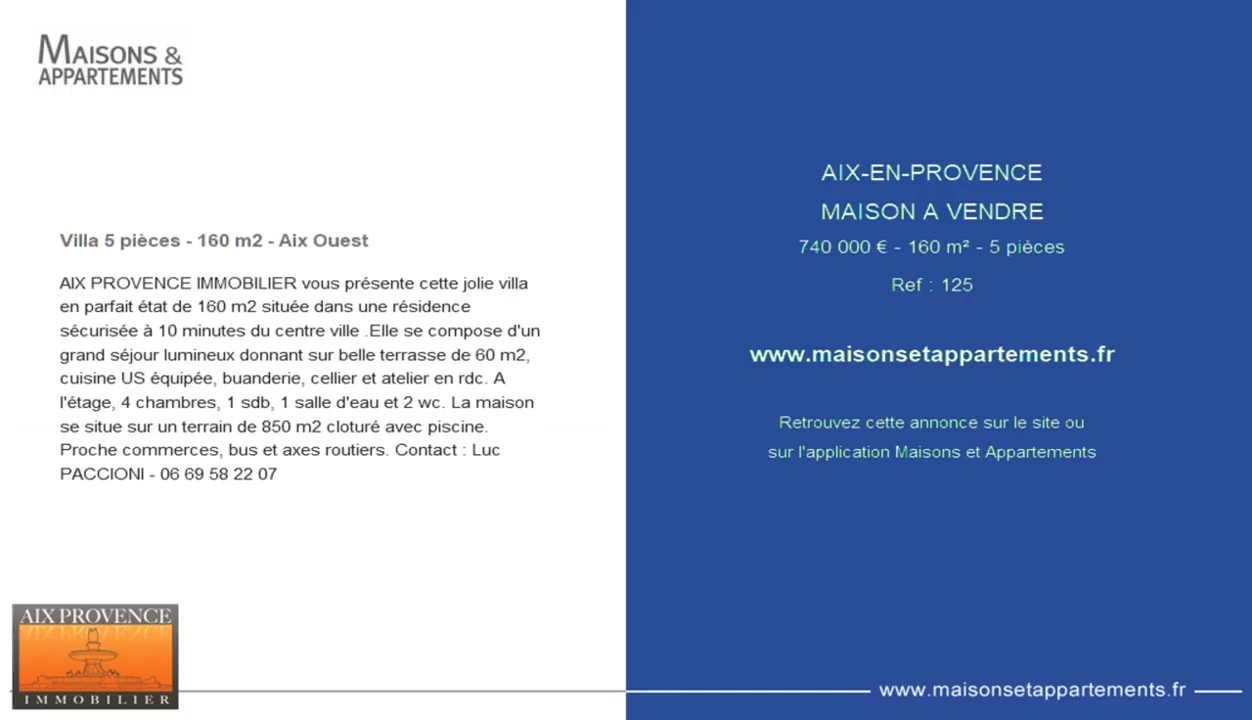 MAISONS &
APPARTEMENTS
Villa 5 pièces - 160 m2 - Aix Ouest
AIX PROVENCE IMMOBILIER vous présente cette jolie villa
en parfait état de 160 m2 située dans une résidence
sécurisée à 10 minutes du centre ville .Elle se compose d'un
grand séjour lumineux donnant sur belle terrasse de 60 m2,
cuisine US équipée, buanderie, cellier et atelier en rdc. A
l'étage, 4 chambres, 1 sdb, 1 salle d'eau et 2 wc. La maison
se situe sur un terrain de 850 m2 cloturé avec piscine.
Proche commerces, bus et axes routiers. Contact : Luc
PACCIONI - 06 69 58 22 07
AIX PROVENCE
IMMOBILIER
AIX-EN-PROVENCE
MAISON A VENDRE
740 000 € - 160 m² - 5 pièces
Ref : 125
www.maisonsetappartements.fr
Retrouvez cette annonce sur le site ou
sur l'application Maisons et Appartements
www.maisonsetappartements.fr